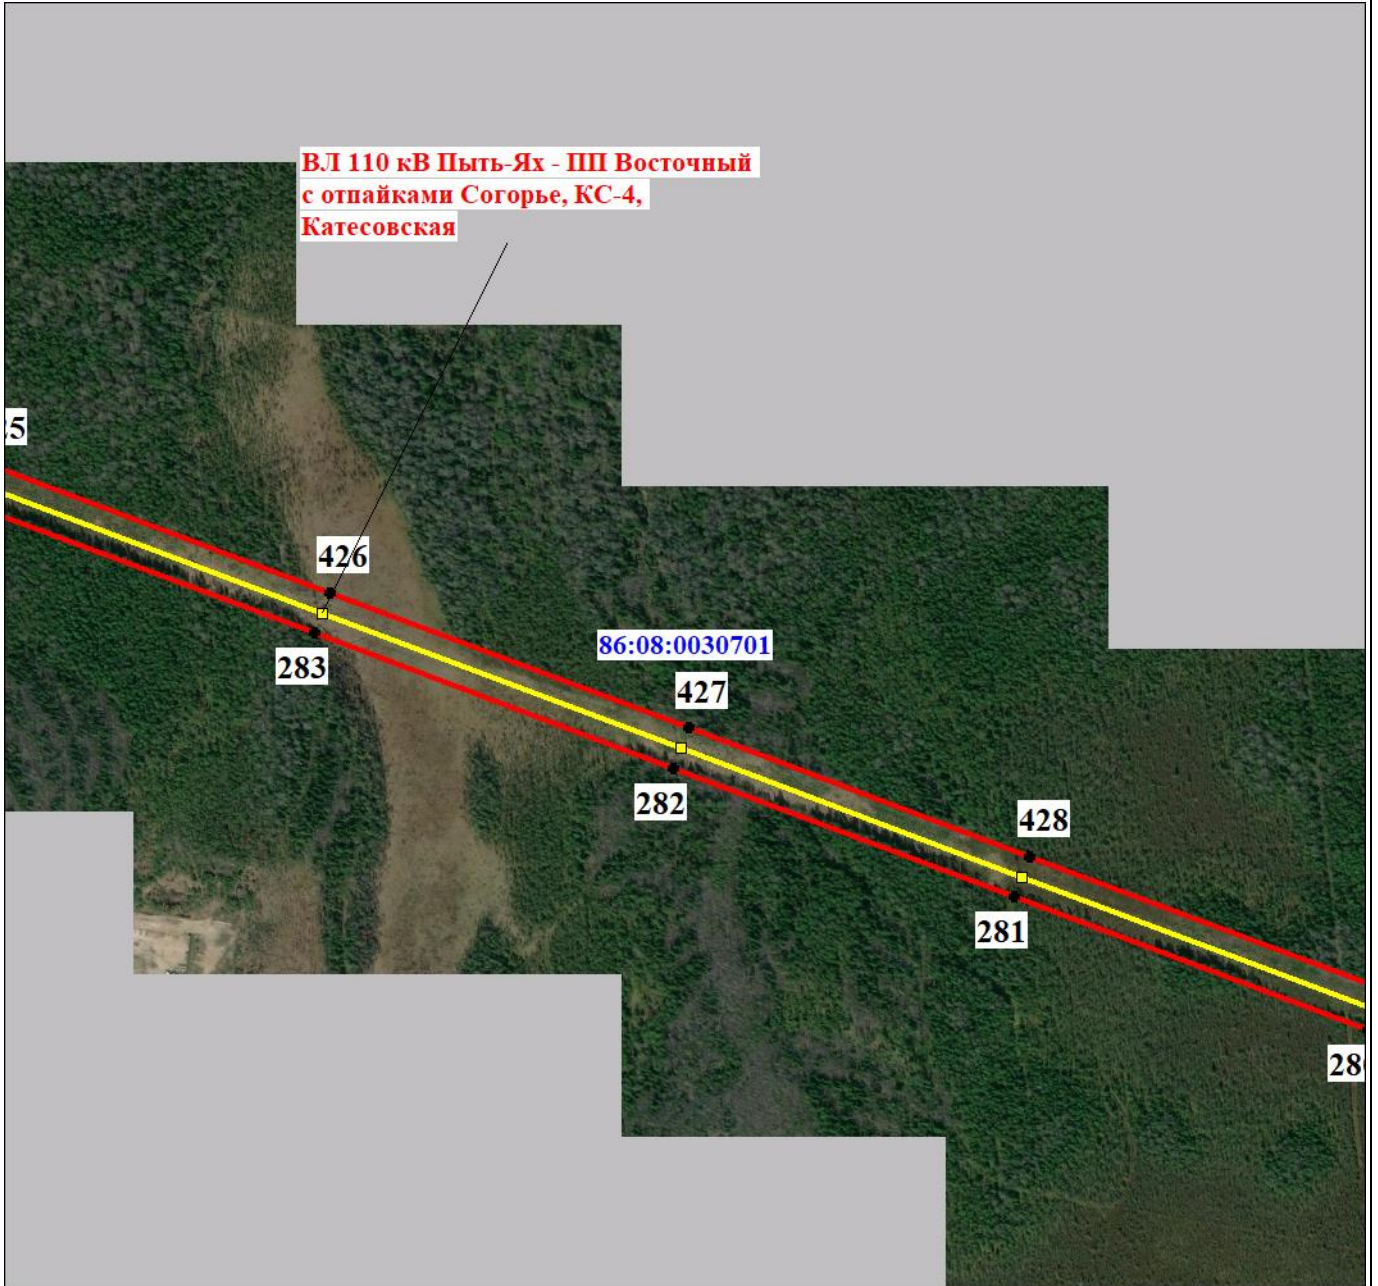 ВЛ 110 кВ Пыть-Ях - ПП Восточный
с отпайками Согорье, КС-4,
Катесовская
426
283
86:08:0030701
427
282
428
281